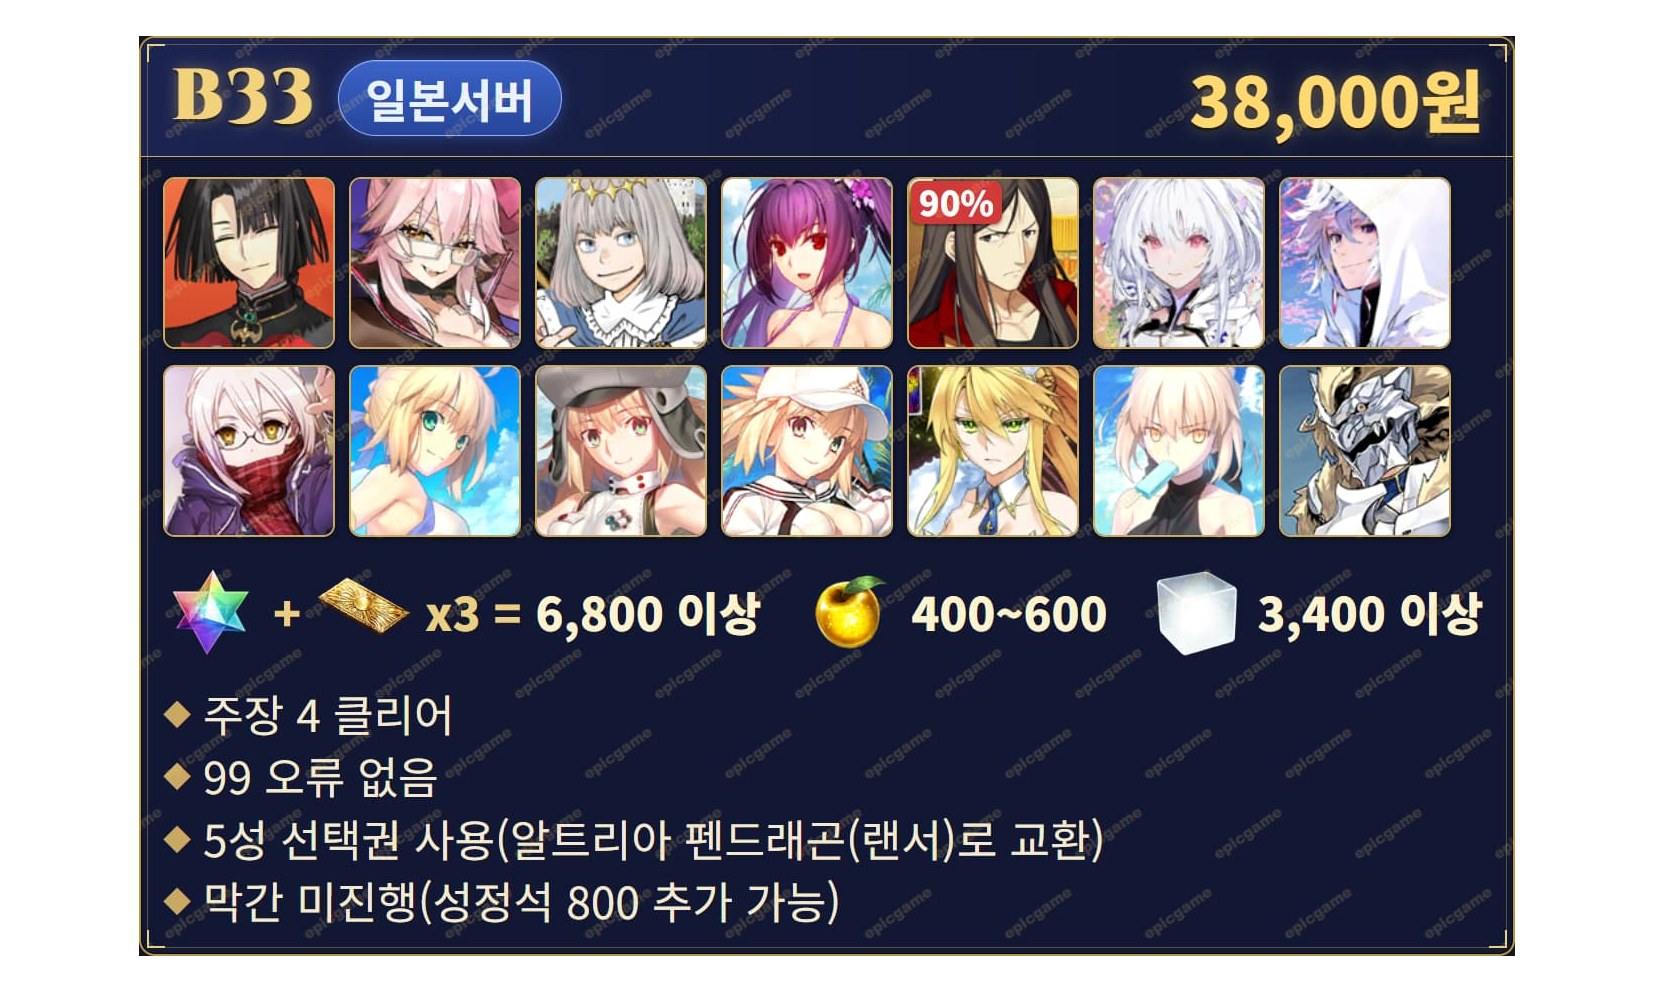 B33 일본서버 38,000원
90%
+ x3 = 6,800 이상 400~600 3,400 이상
주장 4 클리어
99 오류 없음
5성 선택권 사용(알트리아 펜드래곤(랜서)로 교환)
막간 미진행(성정석 800 추가 가능)
epicgame